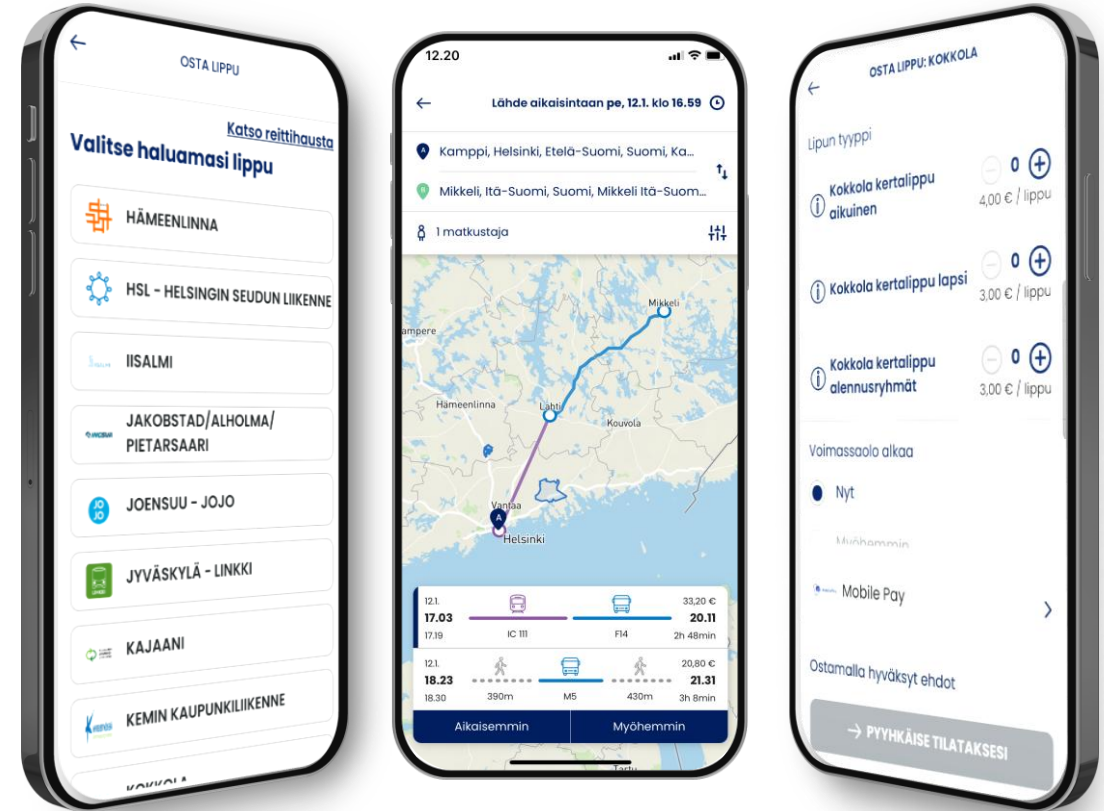 OSTA LIPPU
Katso reittihausta
Valitse haluamasi lippu
HÄMEENLINNA
HSL - HELSINGIN SEUDUN LIIKENNE
IISALMI
JAKOBSTAD/ALHOLMA/
PIETARSAARI
JO
JO
JOENSUU - JOJO
JYVÄSKYLÄ - LINKKI
KAJAANI
KEMIN KAUPUNKILIIKENNE
KOKKOLA
12.20
Lähde aikaisintaan pe, 12.1. klo 16.59
A Kamppi, Helsinki, Etelä-Suomi, Suomi, Ka...
B Mikkeli, Itä-Suomi, Suomi, Mikkeli Itä-Suom...
1 matkustaja
Mikkeli
ampere
Hämeenlinna
Lahti
Kouvola
Vantaa
A
Helsinki
12.1. 33,20 €
17.03 20.11
17.19 IC 111 F14 2h 48min
12.1. 20,80 €
18.23 21.31
18.30 390m M5 430m 3h 8min
Aikaisemmin Myöhemmin
Tartu
OSTA LIPPU: KOKKOLA
Lipun tyyppi
Kokkola kertalippu
aikuinen
0
4,00 € / lippu
Kokkola kertalippu lapsi
0
3,00 € / lippu
Kokkola kertalippu
alennusryhmät
0
3,00 € / lippu
Voimassaolo alkaa
Nyt
Myöhemmin
Mobile Pay
Ostamalla hyväksyt ehdot
→ PYYHKÄISE TILATAKSESI